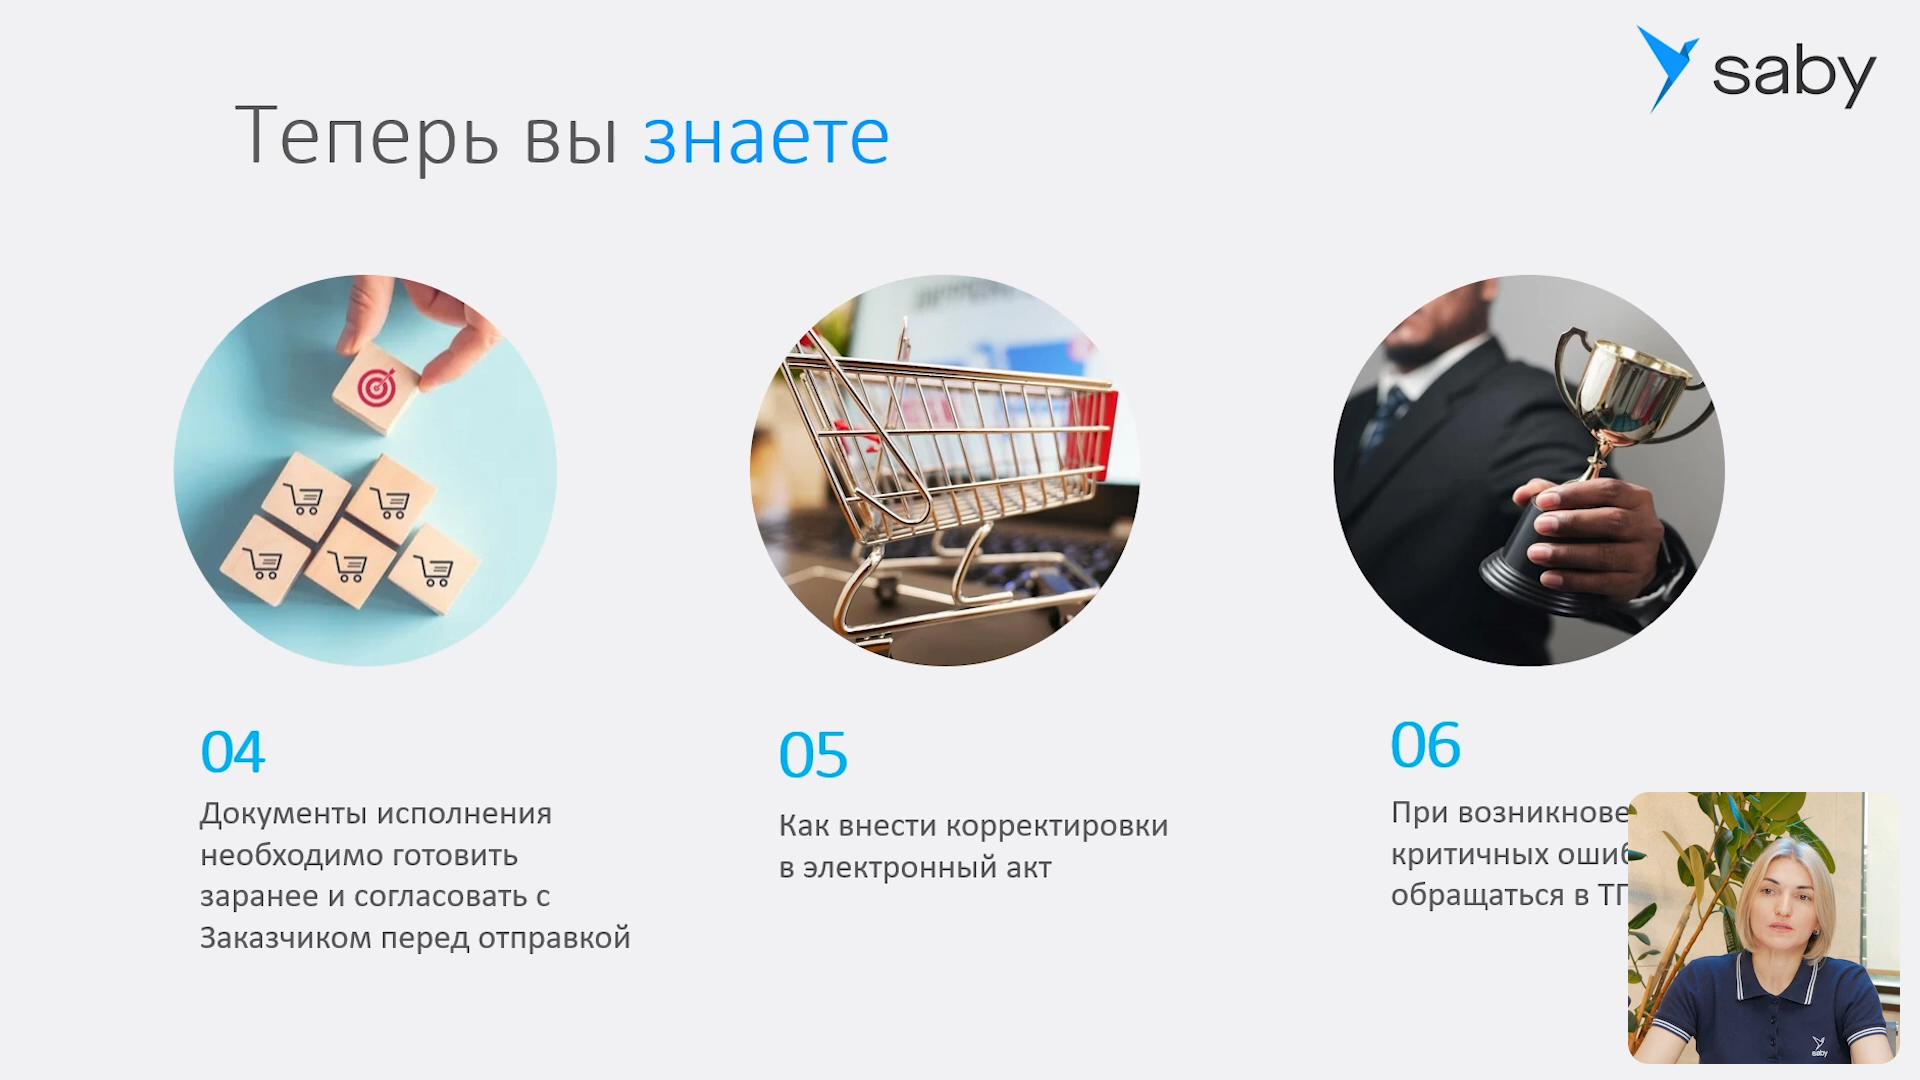 saby
Теперь вы знаете
04
Документы исполнения
необходимо готовить
заранее и согласовать с
Заказчиком перед отправкой
05
Как внести корректировки
в электронный акт
06
При
критичных
обращаться в
saby